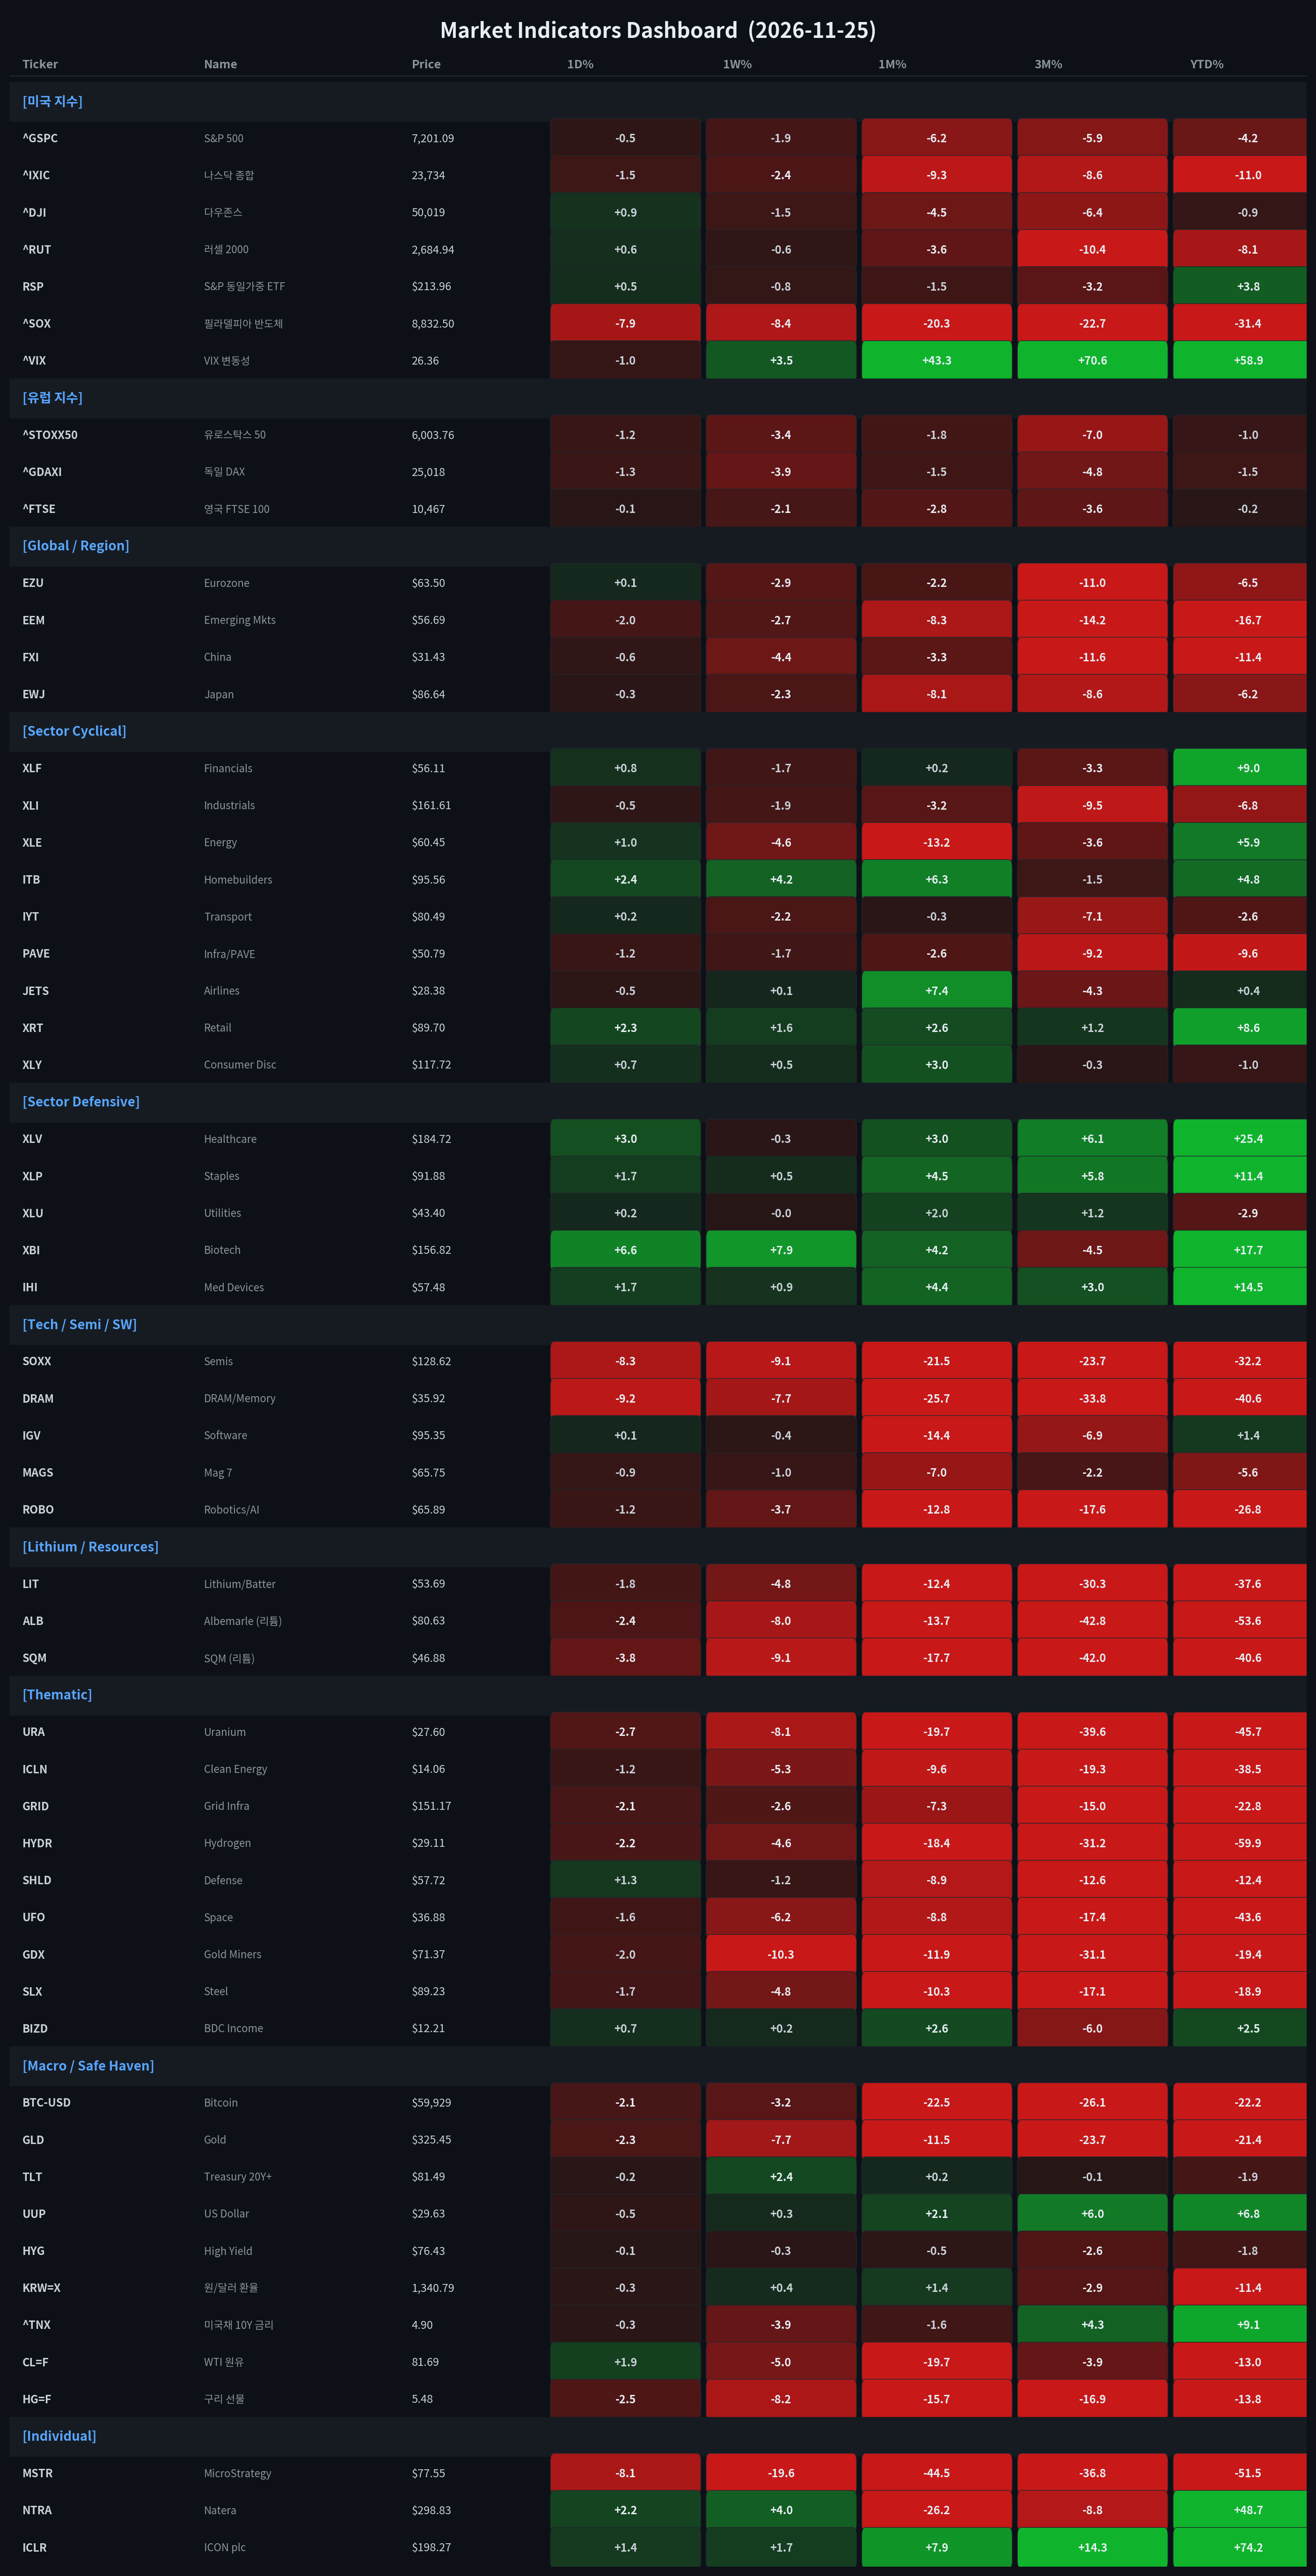 Market Indicators Dashboard (2026-11-25)
Ticker Name Price 1D% 1W% 1M% 3M% YTD%
[미국 지수]
^GSPC S&P 500 7,201.09 -0.5 -1.9 -6.2 -5.9 -4.2
^IXIC 나스닥 종합 23,734 -1.5 -2.4 -9.3 -8.6 -11.0
^DJI 다우존스 50,019 +0.9 -1.5 -4.5 -6.4 -0.9
^RUT 러셀 2000 2,684.94 +0.6 -0.6 -3.6 -10.4 -8.1
RSP S&P 동일가중 ETF $213.96 +0.5 -0.8 -1.5 -3.2 +3.8
^SOX 필라델피아 반도체 8,832.50 -7.9 -8.4 -20.3 -22.7 -31.4
^VIX VIX 변동성 26.36 -1.0 +3.5 +43.3 +70.6 +58.9
[유럽 지수]
^STOXX50 유로스탁스 50 6,003.76 -1.2 -3.4 -1.8 -7.0 -1.0
^GDAXI 독일 DAX 25,018 -1.3 -3.9 -1.5 -4.8 -1.5
^FTSE 영국 FTSE 100 10,467 -0.1 -2.1 -2.8 -3.6 -0.2
[Global / Region]
EZU Eurozone $63.50 +0.1 -2.9 -2.2 -11.0 -6.5
EEM Emerging Mkts $56.69 -2.0 -2.7 -8.3 -14.2 -16.7
FXI China $31.43 -0.6 -4.4 -3.3 -11.6 -11.4
EWJ Japan $86.64 -0.3 -2.3 -8.1 -8.6 -6.2
[Sector Cyclical]
XLF Financials $56.11 +0.8 -1.7 +0.2 -3.3 +9.0
XLI Industrials $161.61 -0.5 -1.9 -3.2 -9.5 -6.8
XLE Energy $60.45 +1.0 -4.6 -13.2 -3.6 +5.9
ITB Homebuilders $95.56 +2.4 +4.2 +6.3 -1.5 +4.8
IYT Transport $80.49 +0.2 -2.2 -0.3 -7.1 -2.6
PAVE Infra/PAVE $50.79 -1.2 -1.7 -2.6 -9.2 -9.6
JETS Airlines $28.38 -0.5 +0.1 +7.4 -4.3 +0.4
XRT Retail $89.70 +2.3 +1.6 +2.6 +1.2 +8.6
XLY Consumer Disc $117.72 +0.7 +0.5 +3.0 -0.3 -1.0
[Sector Defensive]
XLV Healthcare $184.72 +3.0 -0.3 +3.0 +6.1 +25.4
XLP Staples $91.88 +1.7 +0.5 +4.5 +5.8 +11.4
XLU Utilities $43.40 +0.2 -0.0 +2.0 +1.2 -2.9
XBI Biotech $156.82 +6.6 +7.9 +4.2 -4.5 +17.7
IHI Med Devices $57.48 +1.7 +0.9 +4.4 +3.0 +14.5
[Tech / Semi / SW]
SOXX Semis $128.62 -8.3 -9.1 -21.5 -23.7 -32.2
DRAM DRAM/Memory $35.92 -9.2 -7.7 -25.7 -33.8 -40.6
IGV Software $95.35 +0.1 -0.4 -14.4 -6.9 +1.4
MAGS Mag 7 $65.75 -0.9 -1.0 -7.0 -2.2 -5.6
ROBO Robotics/AI $65.89 -1.2 -3.7 -12.8 -17.6 -26.8
[Lithium / Resources]
LIT Lithium/Batter $53.69 -1.8 -4.8 -12.4 -30.3 -37.6
ALB Albemarle (리튬) $80.63 -2.4 -8.0 -13.7 -42.8 -53.6
SQM SQM (리튬) $46.88 -3.8 -9.1 -17.7 -42.0 -40.6
[Thematic]
URA Uranium $27.60 -2.7 -8.1 -19.7 -39.6 -45.7
ICLN Clean Energy $14.06 -1.2 -5.3 -9.6 -19.3 -38.5
GRID Grid Infra $151.17 -2.1 -2.6 -7.3 -15.0 -22.8
HYDR Hydrogen $29.11 -2.2 -4.6 -18.4 -31.2 -59.9
SHLD Defense $57.72 +1.3 -1.2 -8.9 -12.6 -12.4
UFO Space $36.88 -1.6 -6.2 -8.8 -17.4 -43.6
GDX Gold Miners $71.37 -2.0 -10.3 -11.9 -31.1 -19.4
SLX Steel $89.23 -1.7 -4.8 -10.3 -17.1 -18.9
BIZD BDC Income $12.21 +0.7 +0.2 +2.6 -6.0 +2.5
[Macro / Safe Haven]
BTC-USD Bitcoin $59,929 -2.1 -3.2 -22.5 -26.1 -22.2
GLD Gold $325.45 -2.3 -7.7 -11.5 -23.7 -21.4
TLT Treasury 20Y+ $81.49 -0.2 +2.4 +0.2 -0.1 -1.9
UUP US Dollar $29.63 -0.5 +0.3 +2.1 +6.0 +6.8
HYG High Yield $76.43 -0.1 -0.3 -0.5 -2.6 -1.8
KRW=X 원/달러 환율 1,340.79 -0.3 +0.4 +1.4 -2.9 -11.4
^TNX 미국채 10Y 금리 4.90 -0.3 -3.9 -1.6 +4.3 +9.1
CL=F WTI 원유 81.69 +1.9 -5.0 -19.7 -3.9 -13.0
HG=F 구리 선물 5.48 -2.5 -8.2 -15.7 -16.9 -13.8
[Individual]
MSTR MicroStrategy $77.55 -8.1 -19.6 -44.5 -36.8 -51.5
NTRA Natera $298.83 +2.2 +4.0 -26.2 -8.8 +48.7
ICLR ICON plc $198.27 +1.4 +1.7 +7.9 +14.3 +74.2